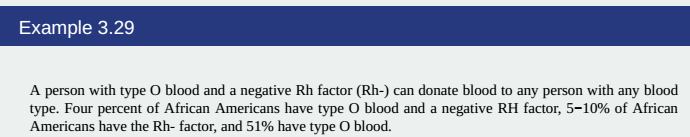 Example 3.29
A person with type O blood and a negative Rh factor (Rh-) can donate blood to any person with any blood
type. Four percent of African Americans have type O blood and a negative RH factor, 5−10% of African
Americans have the Rh- factor, and 51% have type O blood.